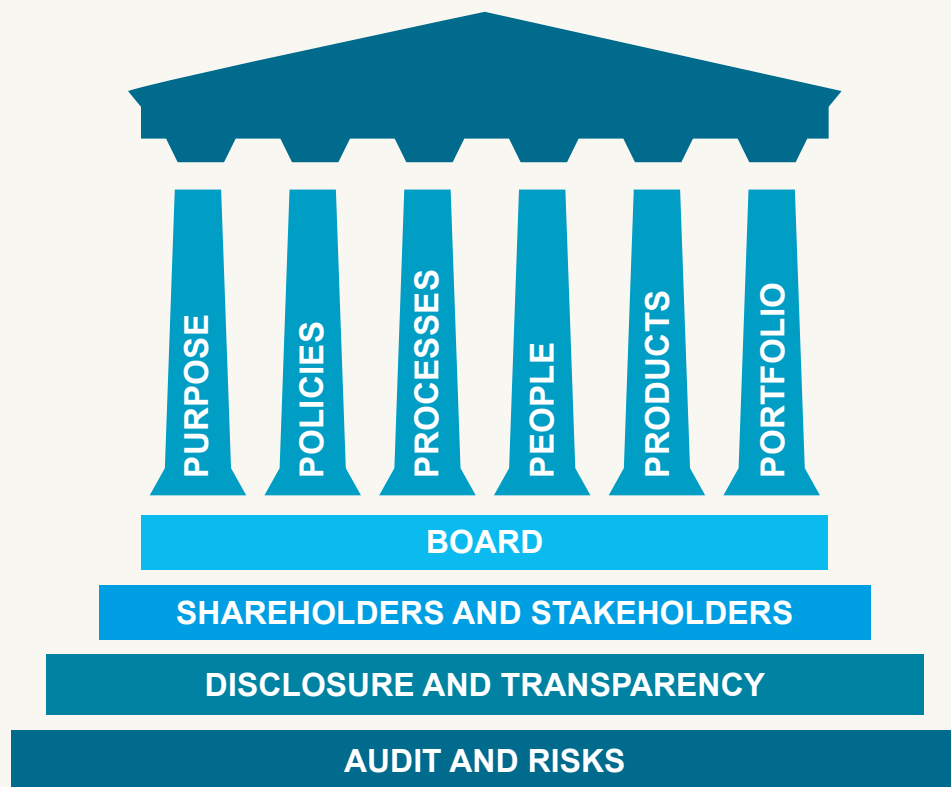 PURPOSE
POLICIES
PROCESSES
PEOPLE
PRODUCTS
PORTFOLIO
BOARD
SHAREHOLDERS AND STAKEHOLDERS
DISCLOSURE AND TRANSPARENCY
AUDIT AND RISKS